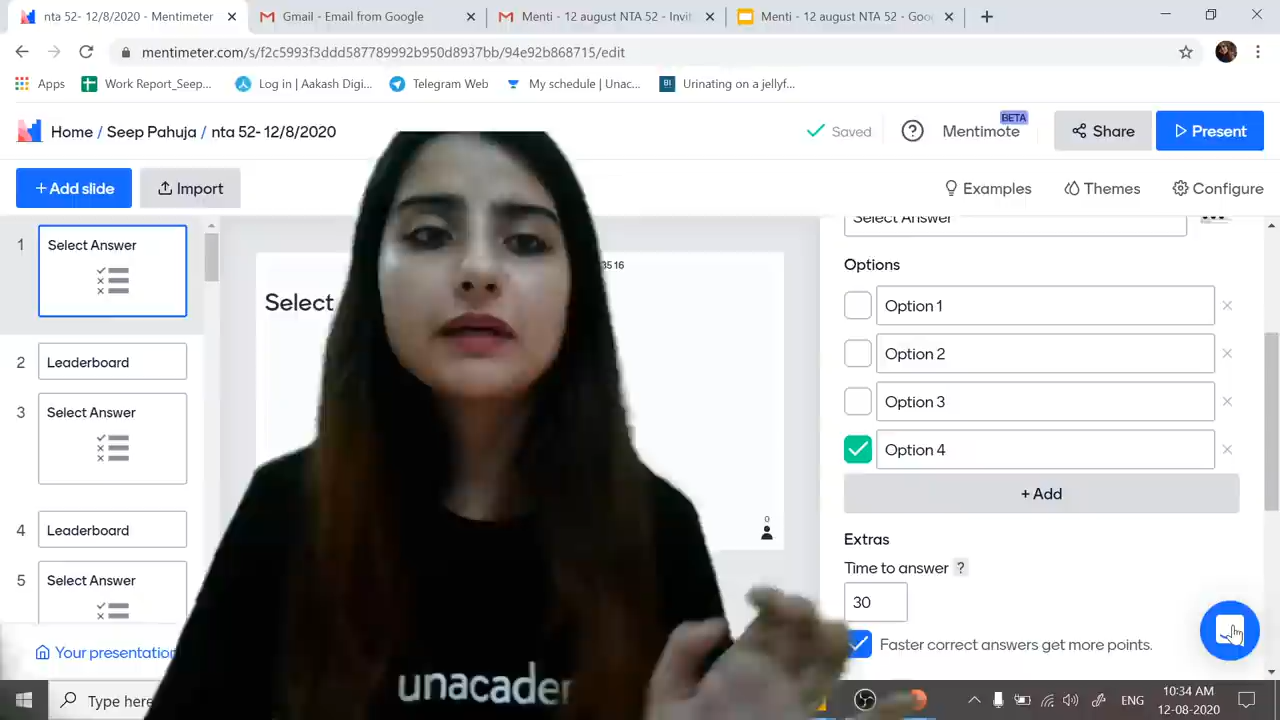 nta 52- 12/8/2020 - Mentimeter
Gmail - Email from Google
Menti - 12 august NTA 52 - Invit
Menti - 12 august NTA 52 - Goo
mentimeter.com/s/f2c5993f3ddd587789992b950d8937bb/94e92b868715/edit
Apps
Work Report_Seep...
Log in | Aakash Digi...
Telegram Web
My schedule | Unac...
BI
Urinating on a jellyf...
Home / Seep Pahuja / nta 52- 12/8/2020
Saved
?
Mentimote
BETA
Share
Present
+ Add slide
Import
Examples
Themes
Configure
1
Select Answer
2
Leaderboard
3
Select Answer
4
Leaderboard
5
Select Answer
Your presentation
35 16
Select
0
Select Answer
Options
Option 1
Option 2
Option 3
Option 4
+ Add
Extras
Time to answer ?
30
Faster correct answers get more points.
unacader
Type here
ENG
10:34 AM
12-08-2020